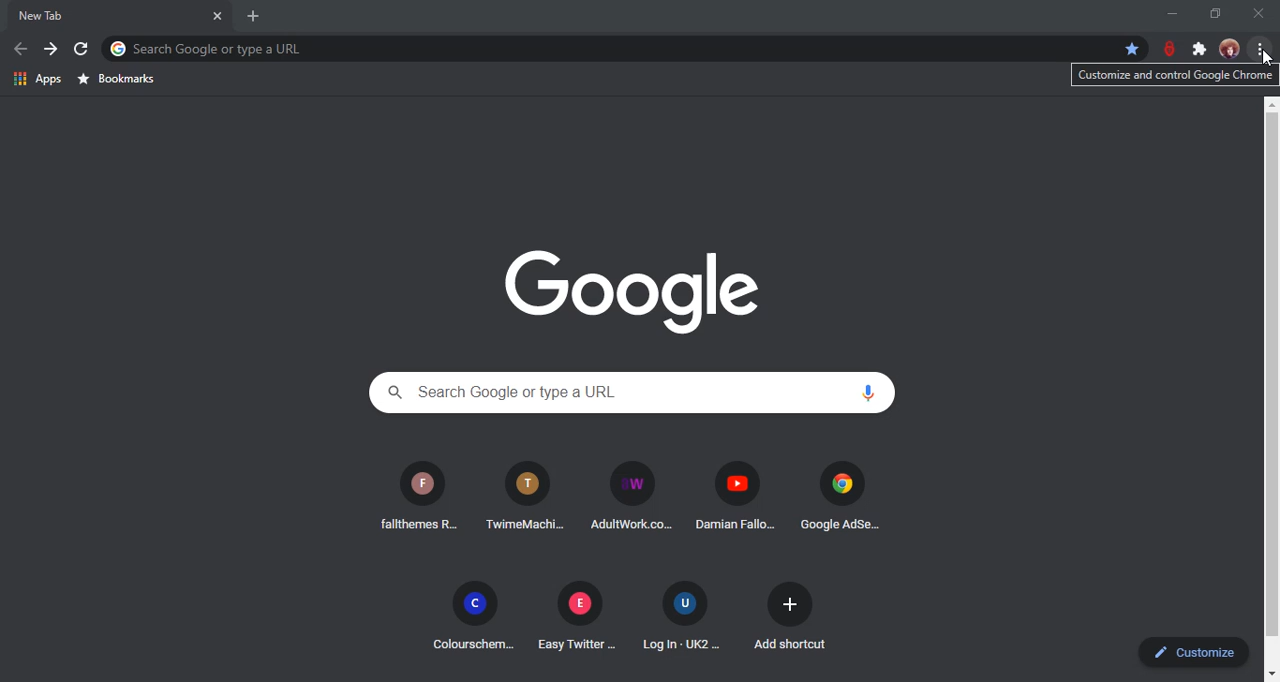 New Tab
Search Google or type a URL
Apps Bookmarks
Customize and control Google Chrome
Google
Search Google or type a URL
F T W
fallthemes R... TwimeMachi... AdultWork.co... Damian Fallo... Google AdSe...
C E U
Colourschem... Easy Twitter ... Log In · UK2 ... Add shortcut
Customize